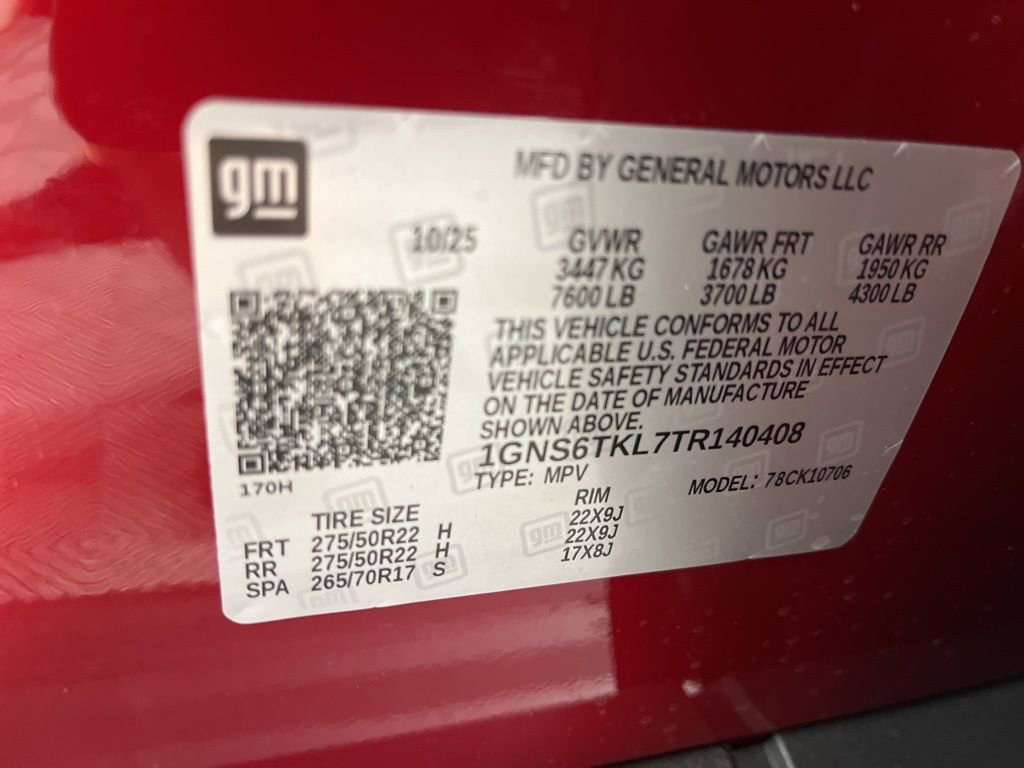 gm
MFD BY GENERAL MOTORS LLC
10/25 GVWR GAWR FRT GAWR RR
3447 KG 1678 KG 1950 KG
7600 LB 3700 LB 4300 LB
THIS VEHICLE CONFORMS TO ALL
APPLICABLE U.S. FEDERAL MOTOR
VEHICLE SAFETY STANDARDS IN EFFECT
ON THE DATE OF MANUFACTURE
SHOWN ABOVE.
1GNS6TKL7TR140408
TYPE: MPV MODEL: 78CK10706
170H
TIRE SIZE RIM
FRT 275/50R22 H 22X9J
RR 275/50R22 H 22X9J
SPA 265/70R17 S 17X8J